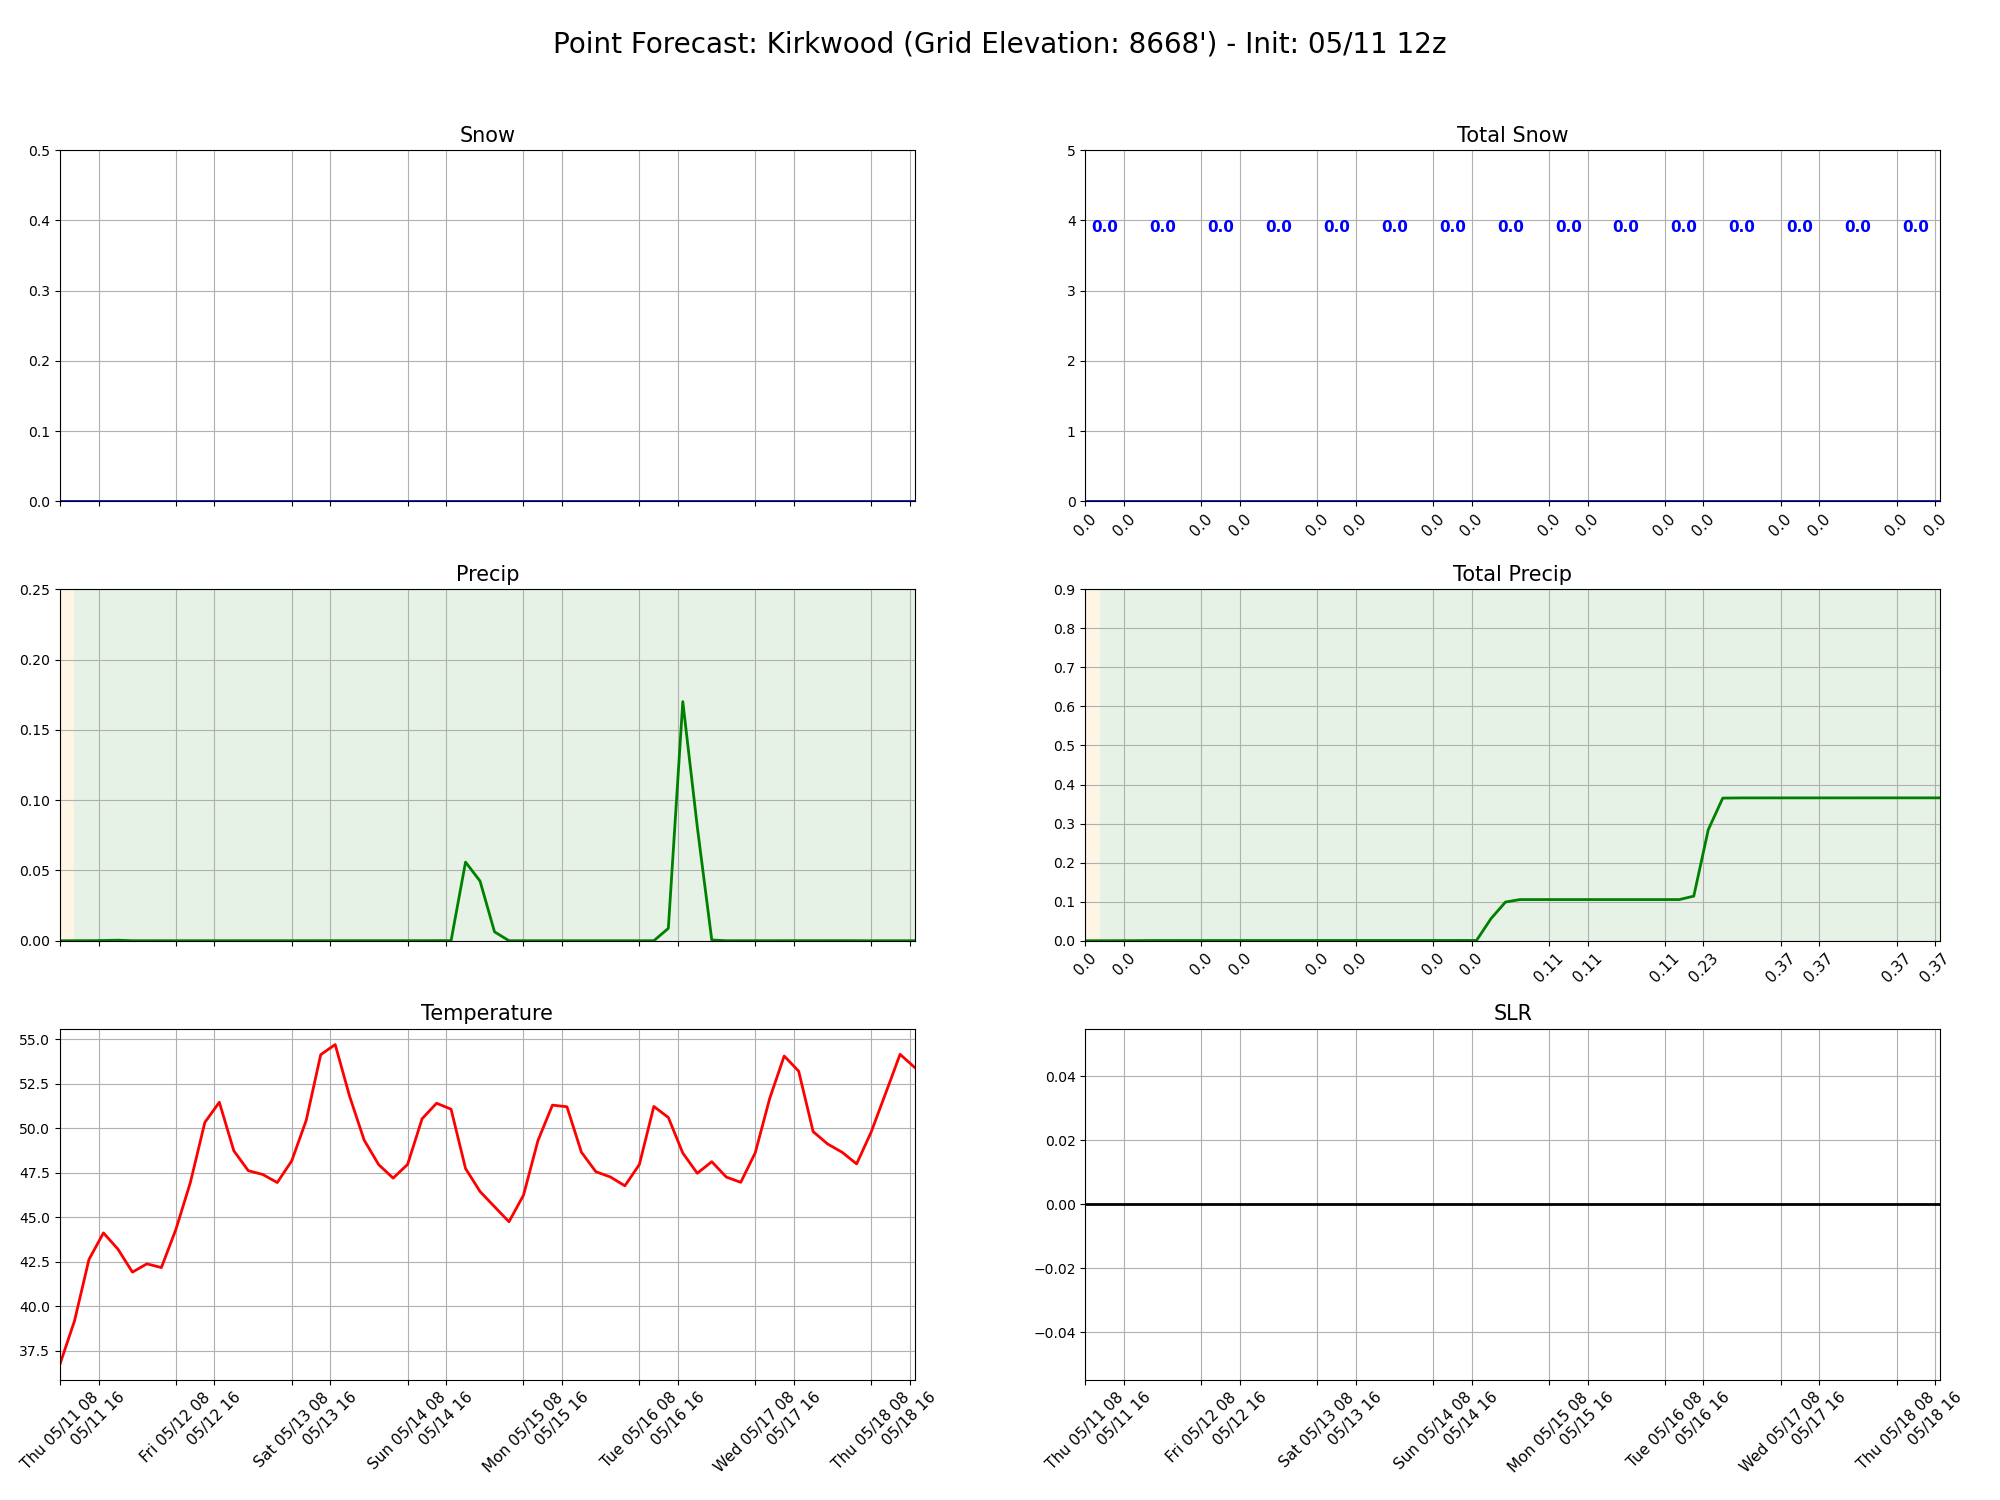 Point Forecast: Kirkwood (Grid Elevation: 8668') - Init: 05/11 12z
Snow
0.5
0.4
0.3
0.2
0.1
0.0
Total Snow
5
4
3
2
1
0
0.0 0.0 0.0 0.0 0.0 0.0 0.0 0.0 0.0 0.0 0.0 0.0 0.0 0.0 0.0
0.0 0.0 0.0 0.0 0.0 0.0 0.0 0.0 0.0 0.0 0.0 0.0 0.0 0.0 0.0 0.0
Precip
0.25
0.20
0.15
0.10
0.05
0.00
Total Precip
0.9
0.8
0.7
0.6
0.5
0.4
0.3
0.2
0.1
0.0
0.0 0.0 0.0 0.0 0.0 0.0 0.0 0.0 0.11 0.11 0.11 0.23 0.37 0.37 0.37 0.37
Temperature
55.0
52.5
50.0
47.5
45.0
42.5
40.0
37.5
Thu 05/11 08
05/11 16
Fri 05/12 08
05/12 16
Sat 05/13 08
05/13 16
Sun 05/14 08
05/14 16
Mon 05/15 08
05/15 16
Tue 05/16 08
05/16 16
Wed 05/17 08
05/17 16
Thu 05/18 08
05/18 16
SLR
0.04
0.02
0.00
−0.02
−0.04
Thu 05/11 08
05/11 16
Fri 05/12 08
05/12 16
Sat 05/13 08
05/13 16
Sun 05/14 08
05/14 16
Mon 05/15 08
05/15 16
Tue 05/16 08
05/16 16
Wed 05/17 08
05/17 16
Thu 05/18 08
05/18 16